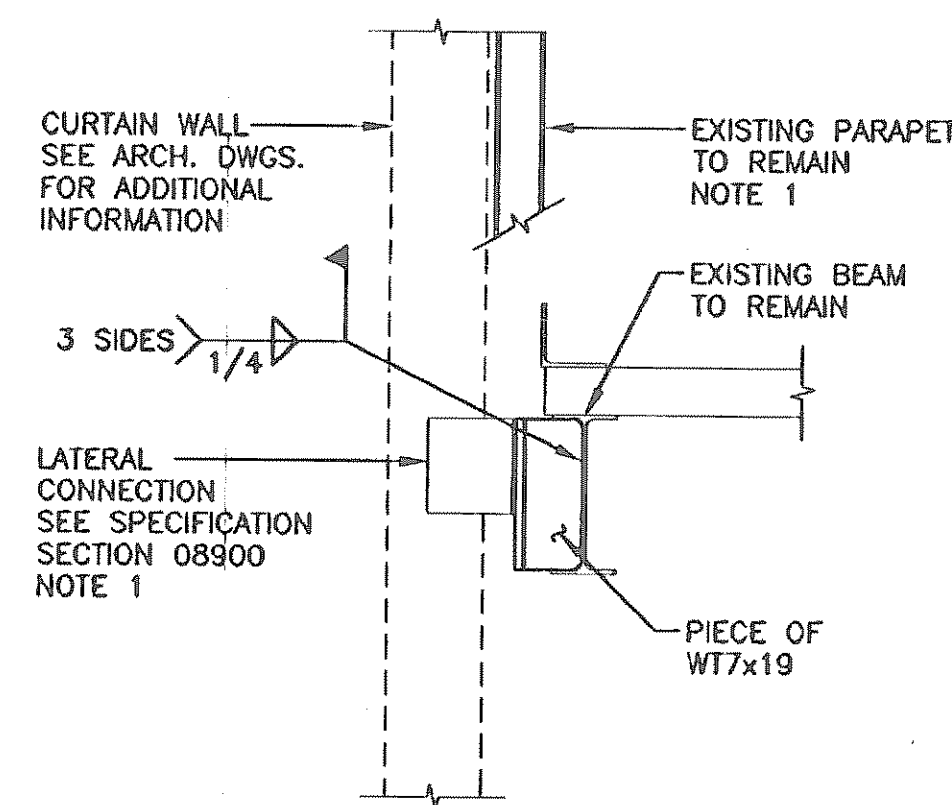 CURTAIN WALL
SEE ARCH. DWGS.
FOR ADDITIONAL
INFORMATION
EXISTING PARAPET
TO REMAIN
NOTE 1
EXISTING BEAM
TO REMAIN
3 SIDES
1/4
LATERAL
CONNECTION
SEE SPECIFICATION
SECTION 08900
NOTE 1
PIECE OF
WT7x19